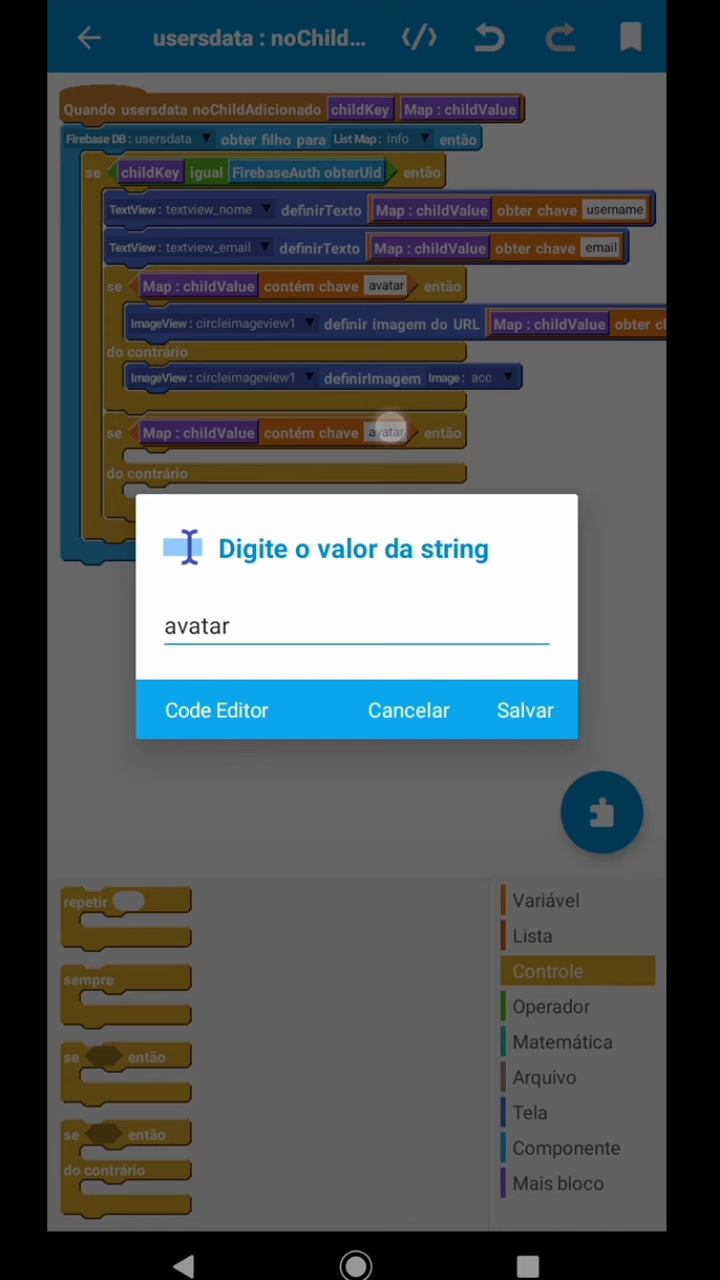 usersdata : noChild...
Quando usersdata noChildAdicionado childKey Map : childValue
Firebase DB : usersdata obter filho para List Map : info então
se childKey igual FirebaseAuth obterUid então
TextView : textview_nome definirTexto Map : childValue obter chave username
TextView : textview_email definirTexto Map : childValue obter chave email
se Map : childValue contém chave avatar então
ImageView : circleimageview1 definir imagem do URL Map : childValue obter
do contrário
ImageView : circleimageview1 definirImagem Image : acc
se Map : childValue contém chave avatar então
do contrário
Digite o valor da string
avatar
Code Editor Cancelar Salvar
repetir
sempre
se então
se então
do contrário
Variável
Lista
Controle
Operador
Matemática
Arquivo
Tela
Componente
Mais bloco